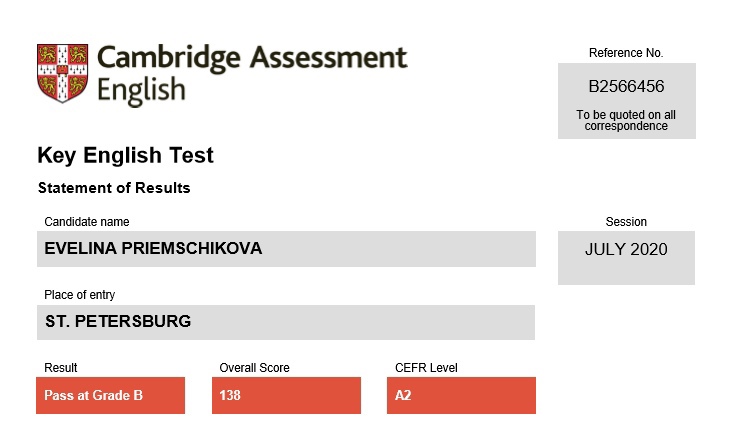 Cambridge Assessment
English
Reference No.
B2566456
To be quoted on all
correspondence
Key English Test
Statement of Results
Candidate name
EVELINA PRIEMSCHIKOVA
Session
JULY 2020
Place of entry
ST. PETERSBURG
Result
Pass at Grade B
Overall Score
138
CEFR Level
A2